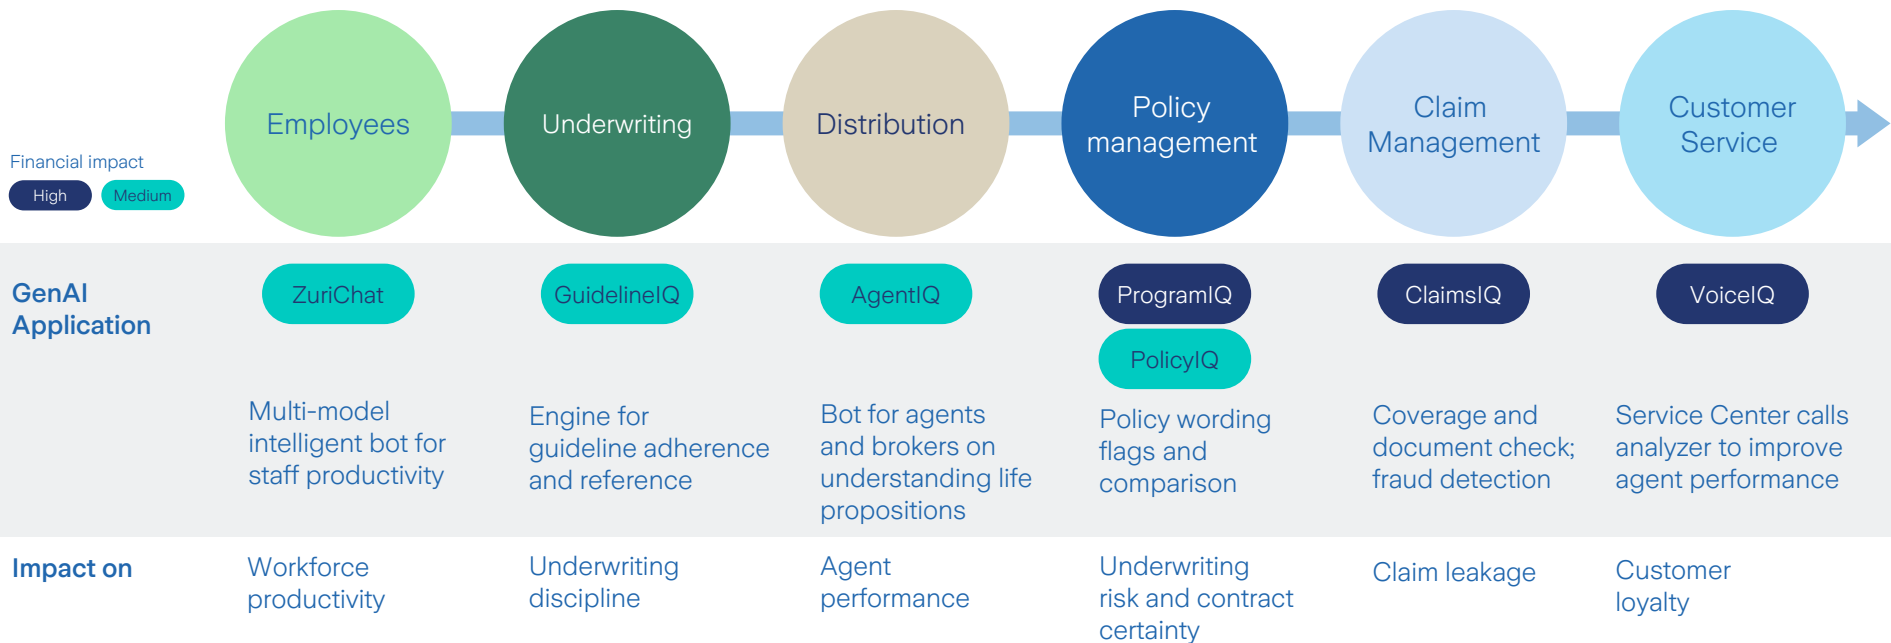 Employees
Underwriting
Distribution
Policy
management
Claim
Management
Customer
Service
Financial impact
High
Medium
GenAI
Application
ZuriChat
GuidelineIQ
AgentIQ
ProgramIQ
PolicyIQ
ClaimsIQ
VoiceIQ
Multi-model
intelligent bot for
staff productivity
Engine for
guideline adherence
and reference
Bot for agents
and brokers on
understanding life
propositions
Policy wording
flags and
comparison
Coverage and
document check;
fraud detection
Service Center calls
analyzer to improve
agent performance
Impact on
Workforce
productivity
Underwriting
discipline
Agent
performance
Underwriting
risk and contract
certainty
Claim leakage
Customer
loyalty